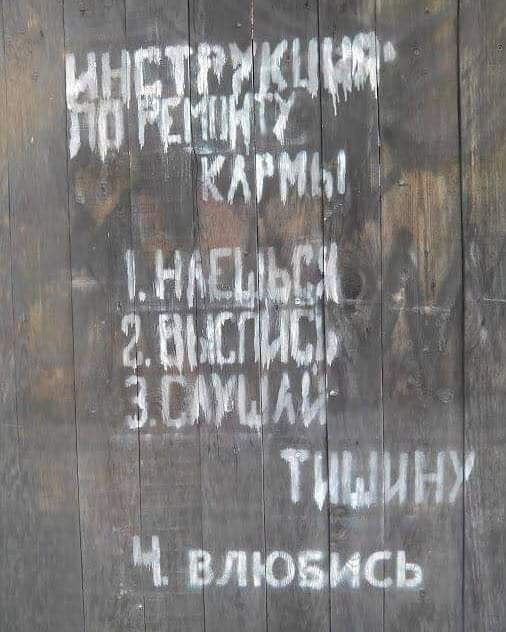 ИНСТРУКЦИЯ
ПО РЕМОНТУ
КАРМЫ
1. НАЕШЬСЯ
2. ВЫСПИСЬ
3. СЛУШАЙ
ТИШИНУ
4. ВЛЮБИСЬ